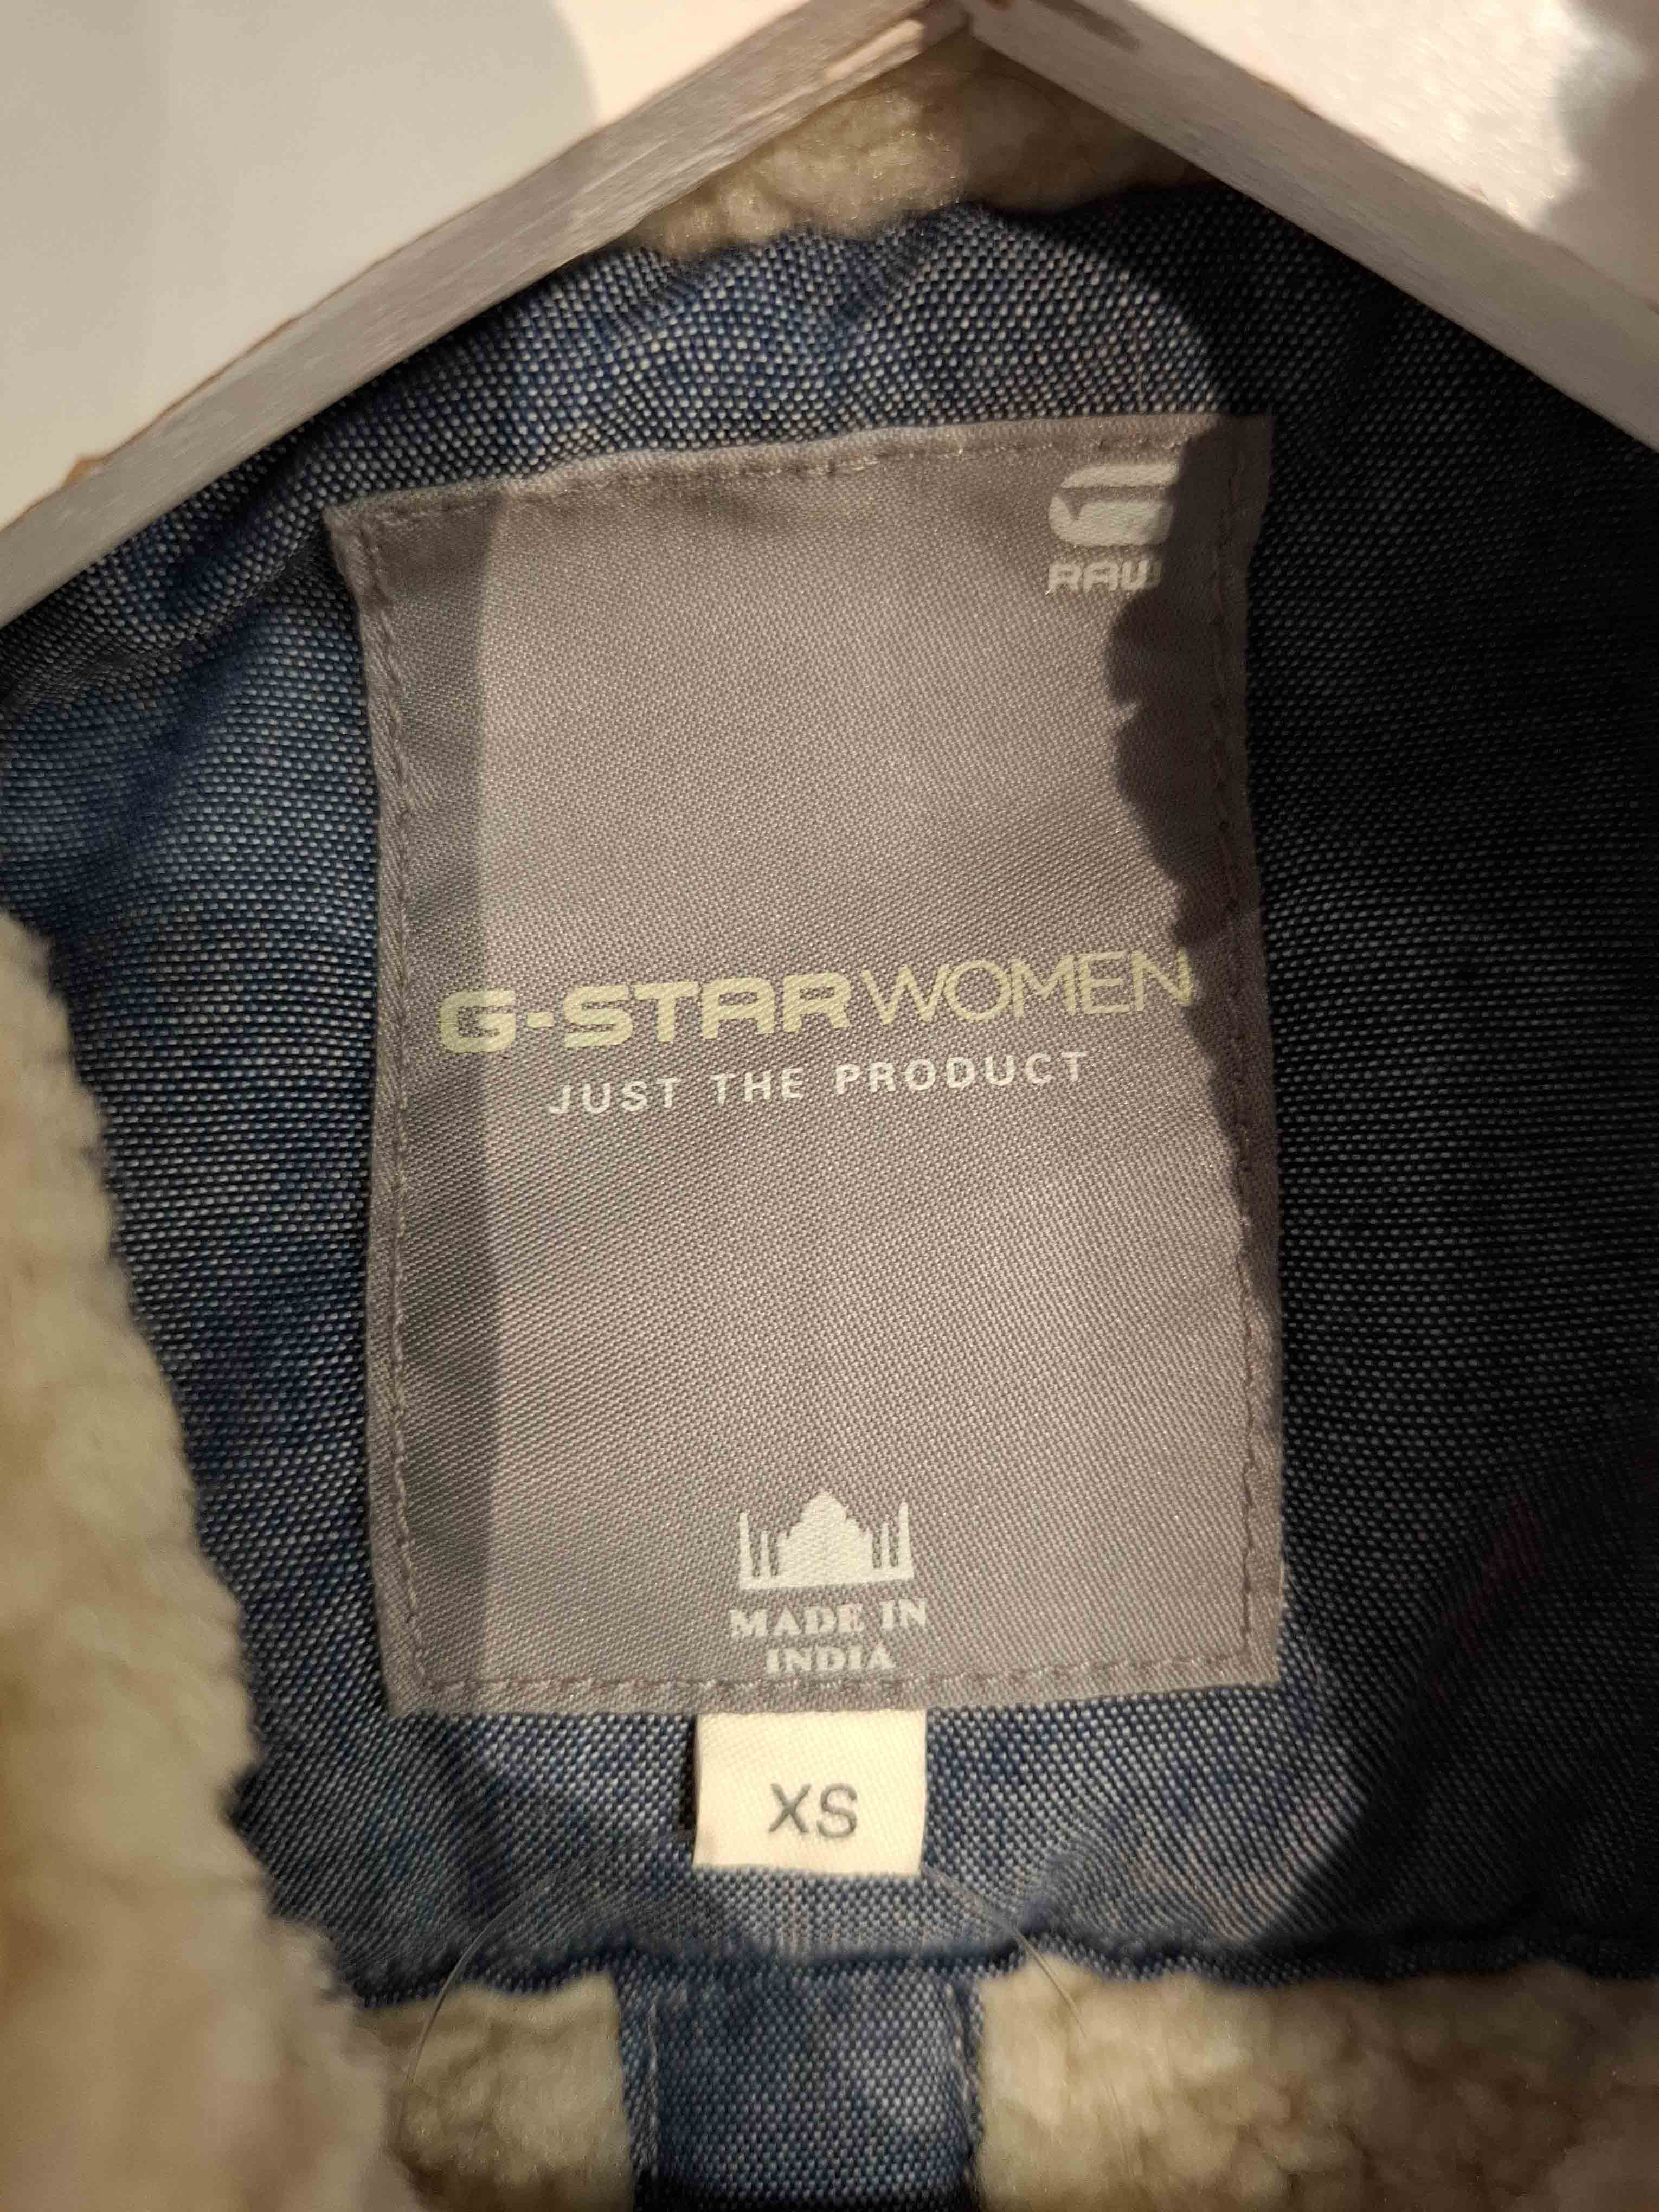 RAW
G-STAR WOMEN
JUST THE PRODUCT
MADE IN
INDIA
XS